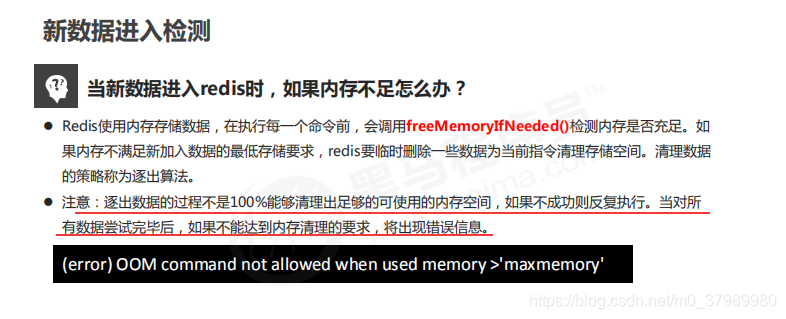 新数据进入检测
当新数据进入redis时，如果内存不足怎么办？
● Redis使用内存存储数据，在执行每一个命令前，会调用freeMemoryIfNeeded()检测内存是否充足。如
果内存不满足新加入数据的最低存储要求，redis要临时删除一些数据为当前指令清理存储空间。清理数据
的策略称为逐出算法。
● 注意：逐出数据的过程不是100%能够清理出足够的可使用的内存空间，如果不成功则反复执行。当对所
有数据尝试完毕后，如果不能达到内存清理的要求，将出现错误信息。
(error) OOM command not allowed when used memory >'maxmemory'
https://blog.csdn.net/m0_37989980